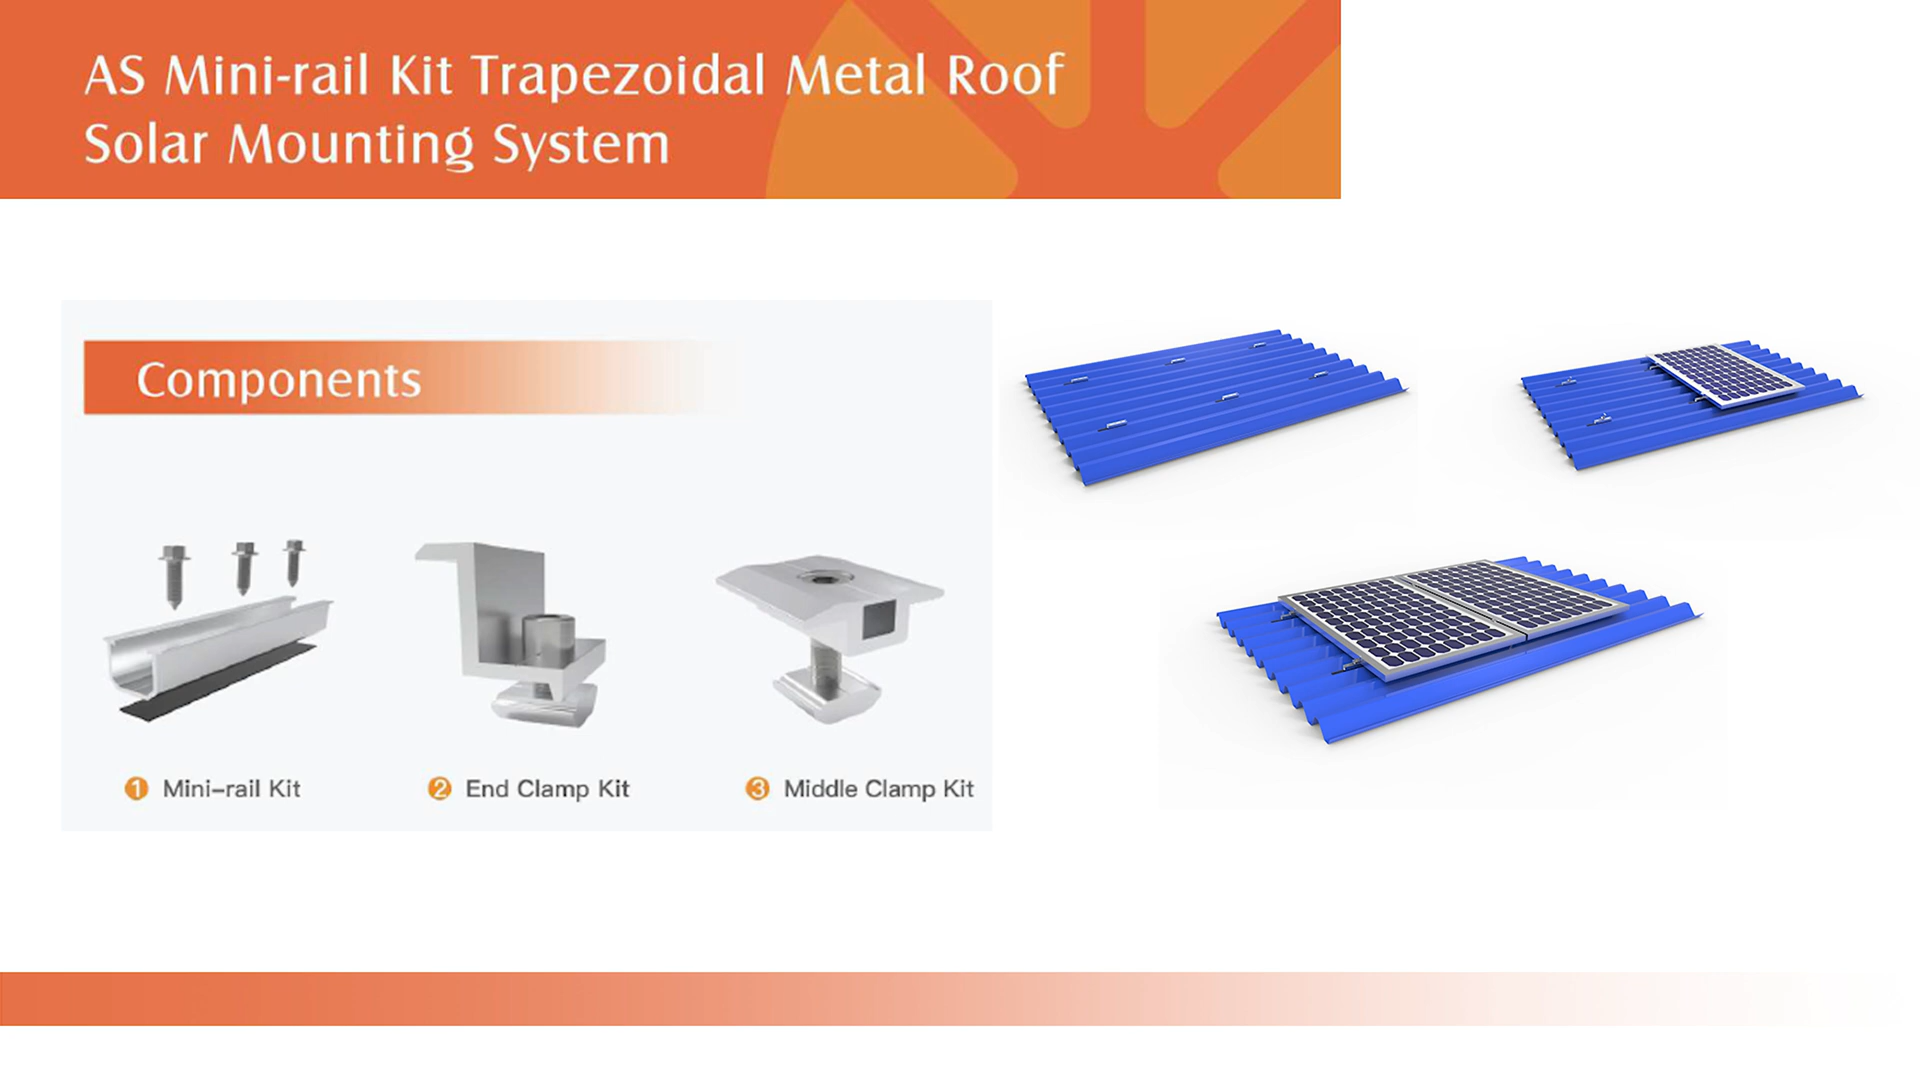 AS Mini-rail Kit Trapezoidal Metal Roof
Solar Mounting System
Components
1 Mini-rail Kit
2 End Clamp Kit
3 Middle Clamp Kit